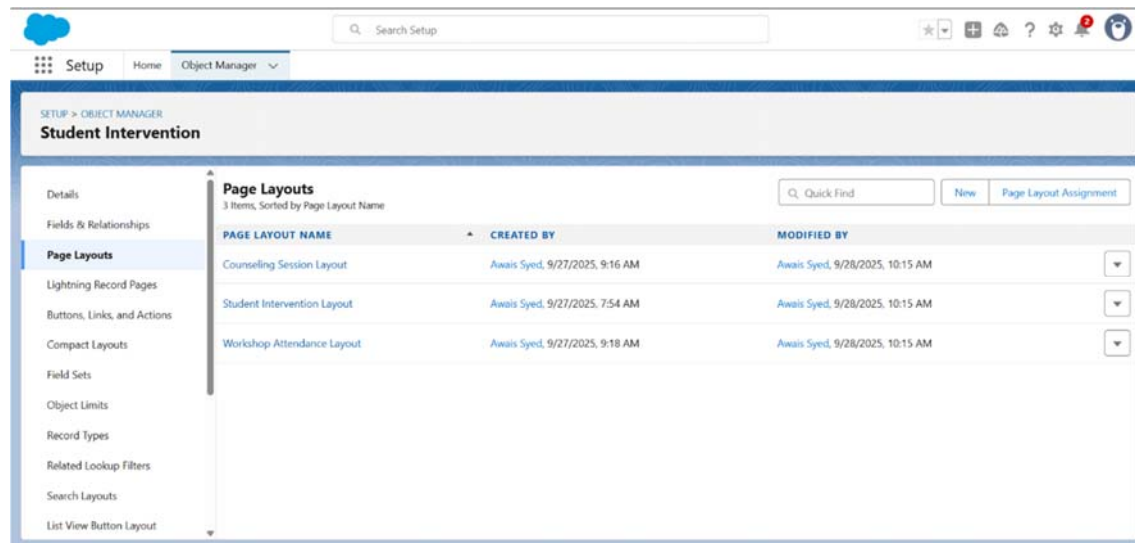 Search Setup
2
Setup Home Object Manager
SETUP > OBJECT MANAGER
Student Intervention
Details
Fields & Relationships
Page Layouts
Lightning Record Pages
Buttons, Links, and Actions
Compact Layouts
Field Sets
Object Limits
Record Types
Related Lookup Filters
Search Layouts
List View Button Layout
Page Layouts
3 Items, Sorted by Page Layout Name
Quick Find
New
Page Layout Assignment
PAGE LAYOUT NAME CREATED BY MODIFIED BY
Counseling Session Layout Awais Syed, 9/27/2025, 9:16 AM Awais Syed, 9/28/2025, 10:15 AM
Student Intervention Layout Awais Syed, 9/27/2025, 7:54 AM Awais Syed, 9/28/2025, 10:15 AM
Workshop Attendance Layout Awais Syed, 9/27/2025, 9:18 AM Awais Syed, 9/28/2025, 10:15 AM